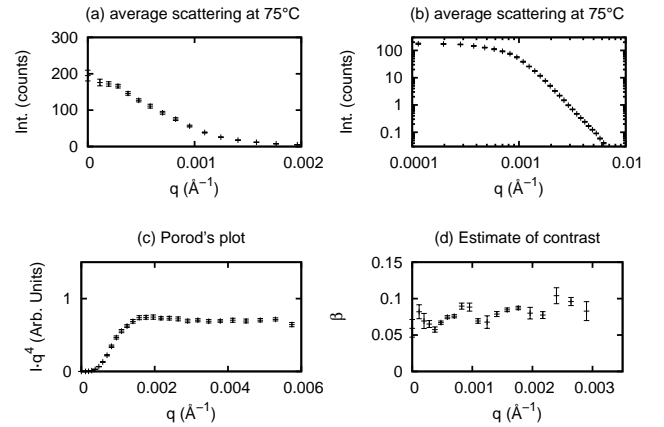 (a) average scattering at 75°C
300
200
100
0
Int. (counts)
0
0.001
0.002
q (Å⁻¹)
(b) average scattering at 75°C
100
10
1
0.1
Int. (counts)
0.0001
0.001
0.01
q (Å⁻¹)
(c) Porod's plot
1
0
I·q⁴ (Arb. Units)
0
0.002
0.004
0.006
q (Å⁻¹)
(d) Estimate of contrast
0.15
0.1
0.05
0
β
0
0.001
0.002
0.003
q (Å⁻¹)